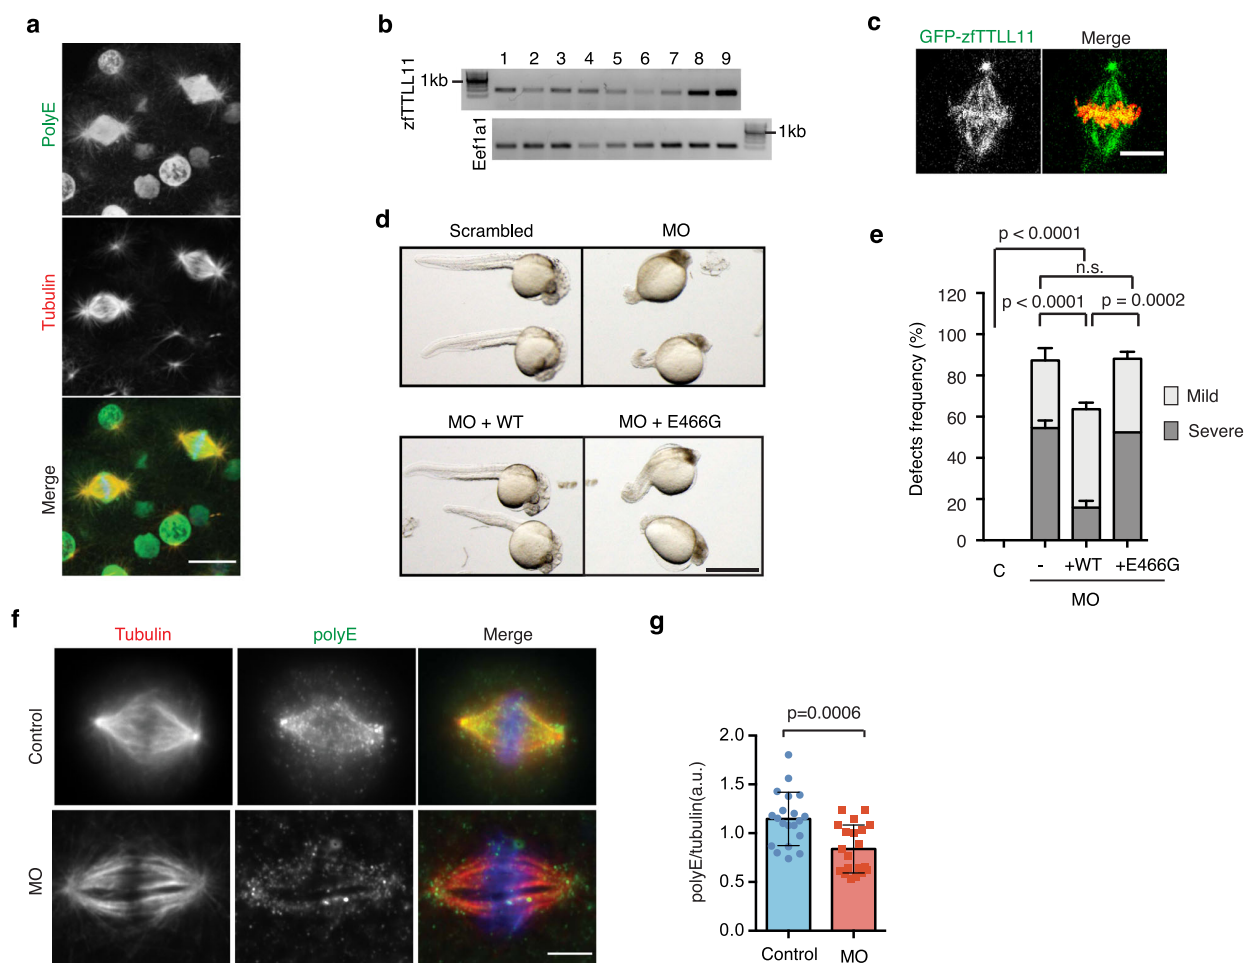 a
PolyE
Tubulin
Merge
b
zfTTLL11
1 2 3 4 5 6 7 8 9
1kb
Eef1a1
1kb
c
GFP-zfTTLL11 Merge
d
Scrambled MO
MO + WT MO + E466G
e
p < 0.0001
n.s.
p < 0.0001 p = 0.0002
Defects frequency (%)
120
100
80
60
40
20
0
Mild
Severe
C - +WT +E466G
MO
f
Tubulin polyE Merge
Control
MO
g
p=0.0006
polyE/tubulin(a.u.)
2.0
1.5
1.0
0.5
0.0
Control MO